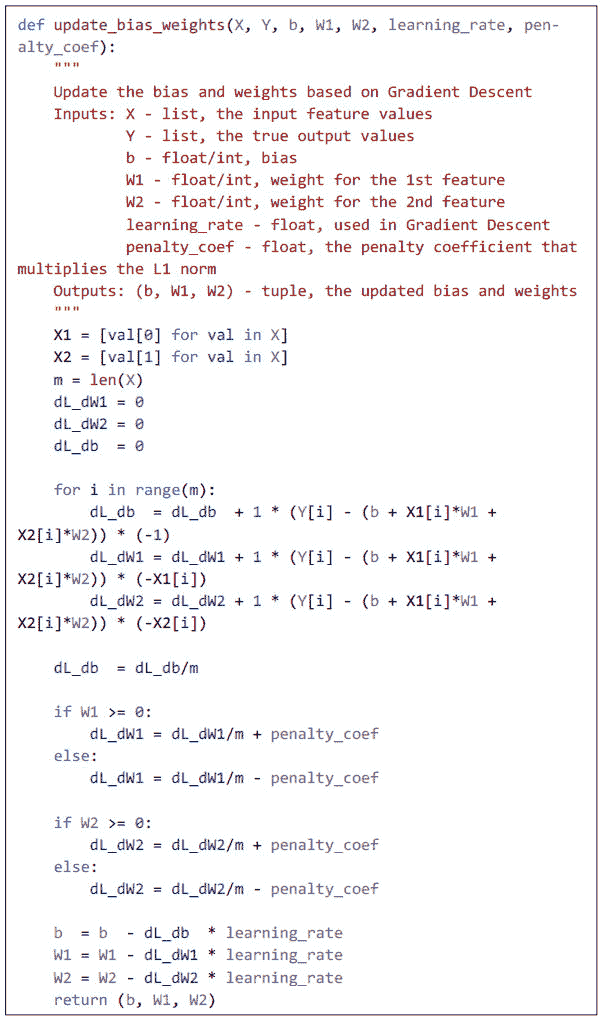 def update_bias_weights(X, Y, b, W1, W2, learning_rate, pen-
alty_coef):
    """
    Update the bias and weights based on Gradient Descent
    Inputs: X - list, the input feature values
            Y - list, the true output values
            b - float/int, bias
            W1 - float/int, weight for the 1st feature
            W2 - float/int, weight for the 2nd feature
            learning_rate - float, used in Gradient Descent
            penalty_coef - float, the penalty coefficient that
multiplies the L1 norm
    Outputs: (b, W1, W2) - tuple, the updated bias and weights
    """
    X1 = [val[0] for val in X]
    X2 = [val[1] for val in X]
    m = len(X)
    dL_dW1 = 0
    dL_dW2 = 0
    dL_db  = 0

    for i in range(m):
        dL_db  = dL_db  + 1 * (Y[i] - (b + X1[i]*W1 +
X2[i]*W2)) * (-1)
        dL_dW1 = dL_dW1 + 1 * (Y[i] - (b + X1[i]*W1 +
X2[i]*W2)) * (-X1[i])
        dL_dW2 = dL_dW2 + 1 * (Y[i] - (b + X1[i]*W1 +
X2[i]*W2)) * (-X2[i])

    dL_db  = dL_db/m

    if W1 >= 0:
        dL_dW1 = dL_dW1/m + penalty_coef
    else:
        dL_dW1 = dL_dW1/m - penalty_coef

    if W2 >= 0:
        dL_dW2 = dL_dW2/m + penalty_coef
    else:
        dL_dW2 = dL_dW2/m - penalty_coef

    b  = b  - dL_db  * learning_rate
    W1 = W1 - dL_dW1 * learning_rate
    W2 = W2 - dL_dW2 * learning_rate
    return (b, W1, W2)